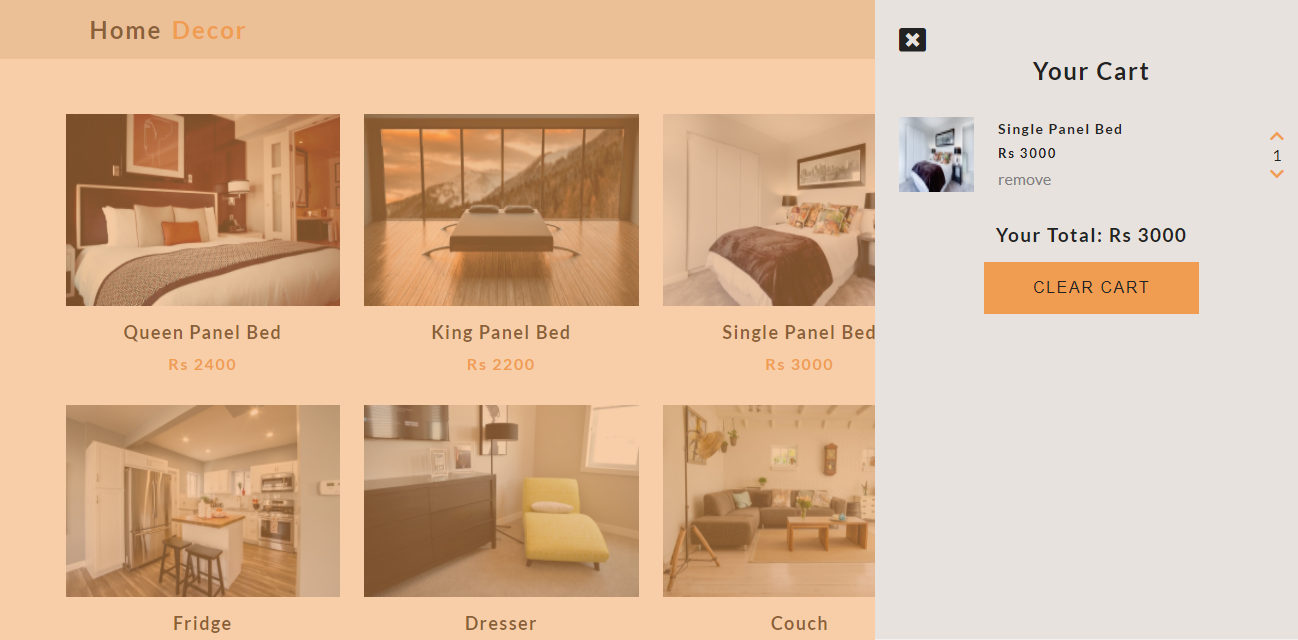 Home Decor
Queen Panel Bed
Rs 2400
King Panel Bed
Rs 2200
Single Panel Bed
Rs 3000
Fridge
Dresser
Couch
Your Cart
Single Panel Bed
Rs 3000
remove
1
Your Total: Rs 3000
CLEAR CART